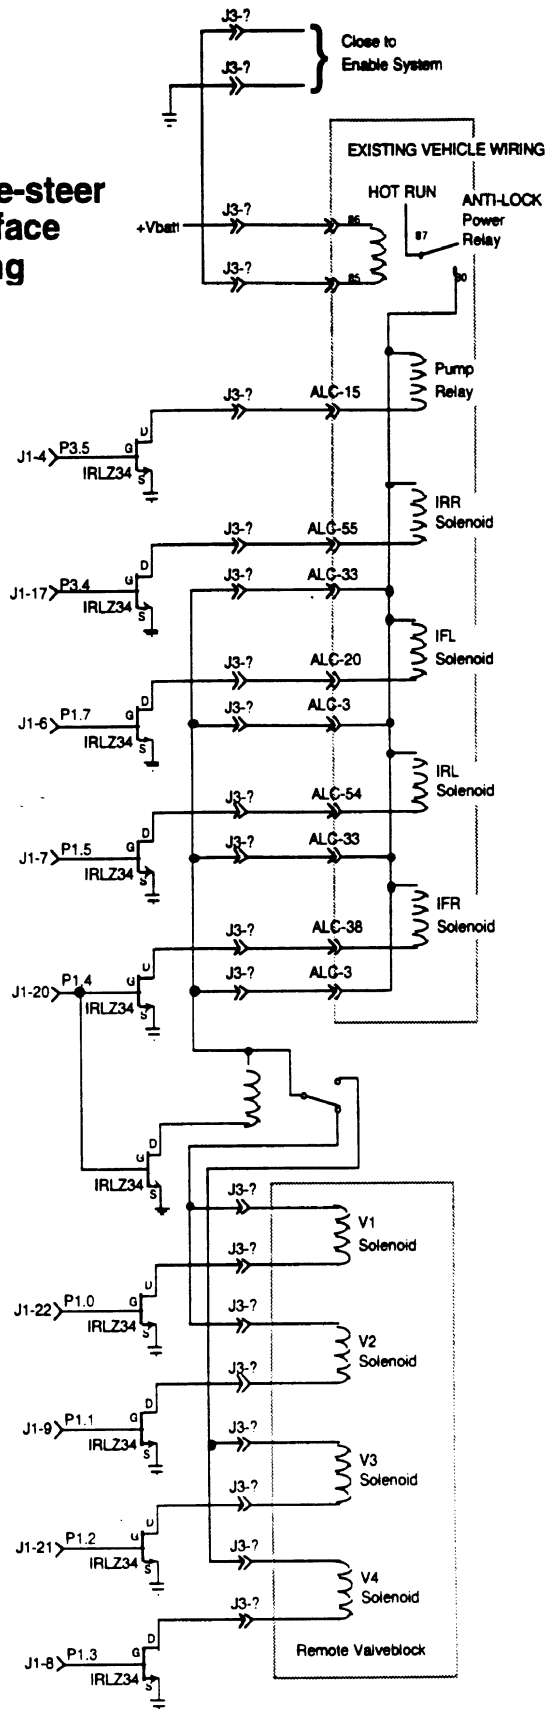 J3-?
Close to
Enable System
J3-?
EXISTING VEHICLE WIRING
e-steer
face
ng
HOT RUN
ANTI-LOCK
Power
Relay
87
+Vbatt
J3-?
86
J3-?
85
30
Pump
Relay
J3-?
ALC-15
D
J1-4
P3.5
G
IRLZ34
S
IRR
Solenoid
J3-?
ALC-55
D
J3-?
ALC-33
J1-17
P3.4
G
IRLZ34
S
IFL
Solenoid
J3-?
ALC-20
D
J3-?
ALC-3
J1-6
P1.7
G
IRLZ34
S
IRL
Solenoid
J3-?
ALC-54
D
J3-?
ALC-33
J1-7
P1.5
G
IRLZ34
S
IFR
Solenoid
J3-?
ALC-38
D
J3-?
ALC-3
J1-20
P1.4
G
IRLZ34
S
D
G
IRLZ34
S
J3-?
V1
Solenoid
J3-?
D
J1-22
P1.0
G
IRLZ34
S
J3-?
V2
Solenoid
J3-?
D
J1-9
P1.1
G
IRLZ34
S
J3-?
V3
Solenoid
J3-?
D
J1-21
P1.2
G
IRLZ34
S
J3-?
V4
Solenoid
J3-?
D
J1-8
P1.3
G
IRLZ34
S
Remote Valveblock